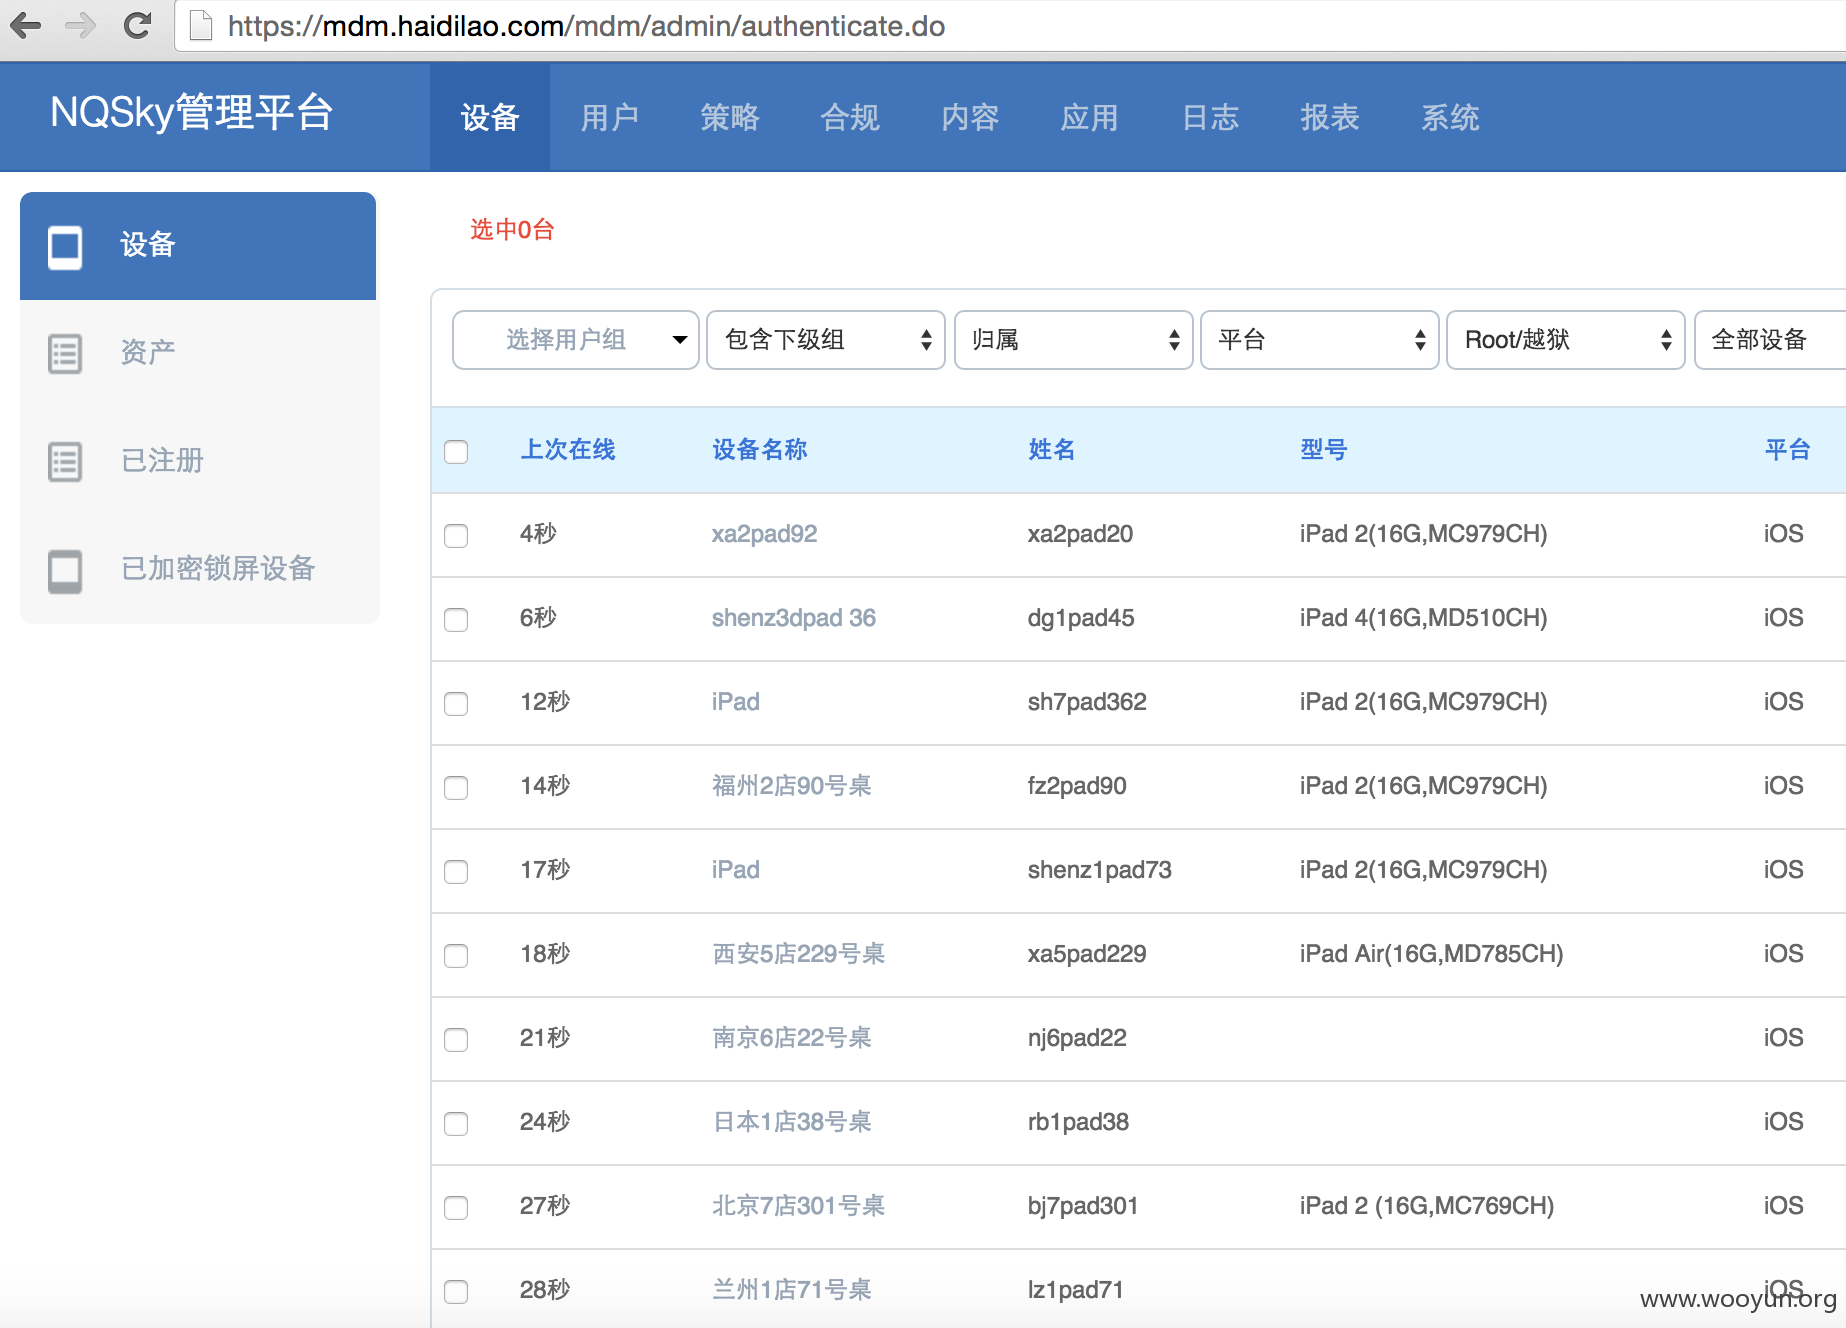 https://mdm.haidilao.com/mdm/admin/authenticate.do
NQSky管理平台 设备 用户 策略 合规 内容 应用 日志 报表 系统
设备
资产
已注册
已加密锁屏设备
选中0台
选择用户组 包含下级组 归属 平台 Root/越狱 全部设备
上次在线 设备名称 姓名 型号 平台
4秒 xa2pad92 xa2pad20 iPad 2(16G,MC979CH) iOS
6秒 shenz3dpad 36 dg1pad45 iPad 4(16G,MD510CH) iOS
12秒 iPad sh7pad362 iPad 2(16G,MC979CH) iOS
14秒 福州2店90号桌 fz2pad90 iPad 2(16G,MC979CH) iOS
17秒 iPad shenz1pad73 iPad 2(16G,MC979CH) iOS
18秒 西安5店229号桌 xa5pad229 iPad Air(16G,MD785CH) iOS
21秒 南京6店22号桌 nj6pad22 iOS
24秒 日本1店38号桌 rb1pad38 iOS
27秒 北京7店301号桌 bj7pad301 iPad 2 (16G,MC769CH) iOS
28秒 兰州1店71号桌 lz1pad71 iOS
www.wooyun.org